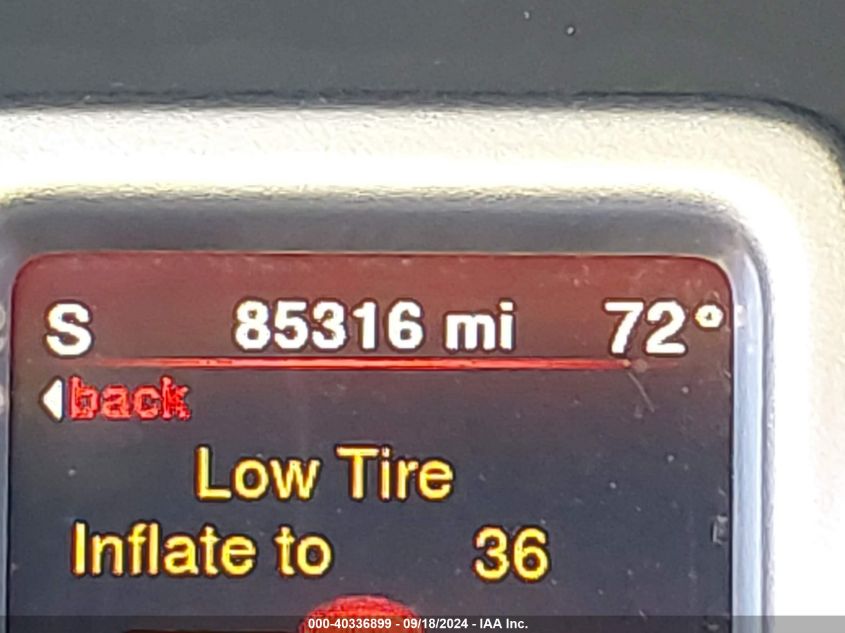 S 85316 mi 72°
back
Low Tire
Inflate to 36
000-40336899 - 09/18/2024 - IAA Inc.